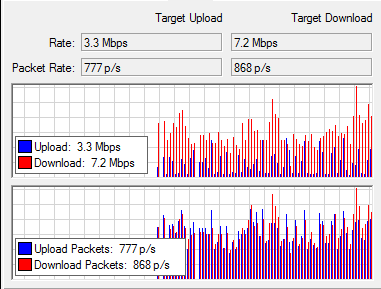 Target Upload Target Download
Rate: 3.3 Mbps 7.2 Mbps
Packet Rate: 777 p/s 868 p/s
Upload: 3.3 Mbps
Download: 7.2 Mbps
Upload Packets: 777 p/s
Download Packets: 868 p/s